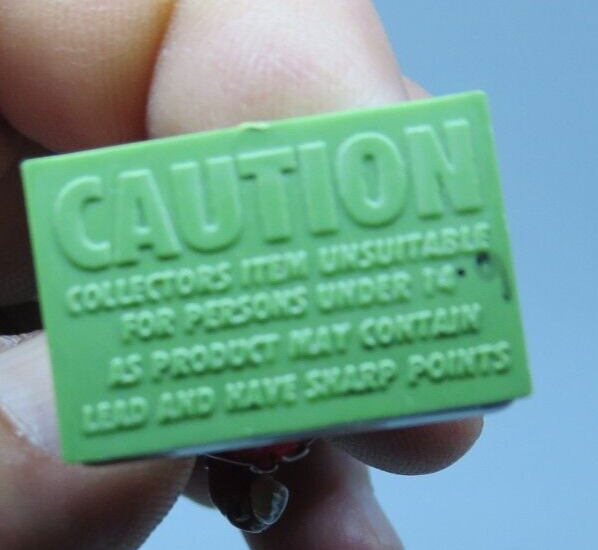 CAUTION
COLLECTORS ITEM UNSUITABLE
FOR PERSONS UNDER 14
AS PRODUCT MAY CONTAIN
LEAD AND HAVE SHARP POINTS